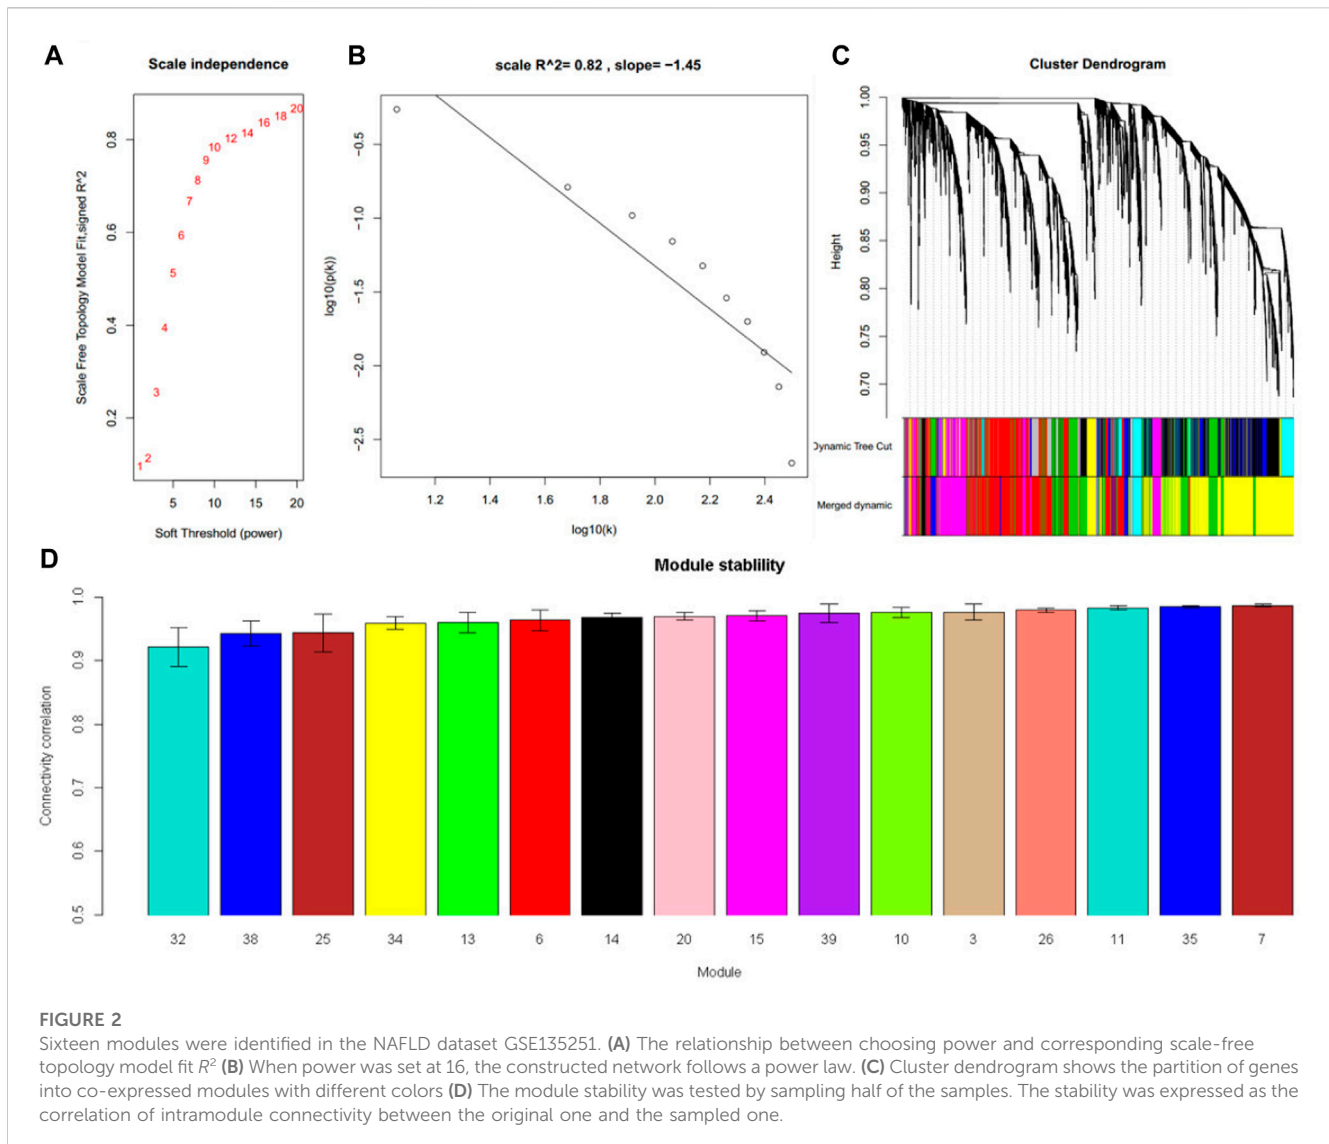 A
Scale independence
Scale Free Topology Model Fit,signed R^2
0.2
0.4
0.6
0.8
1
2
3
4
5
6
7
8
9
10
12
14
16
18
20
5
10
15
20
Soft Threshold (power)
B
scale R^2= 0.82 , slope= −1.45
log10(p(k))
−0.5
−1.0
−1.5
−2.0
−2.5
1.2
1.4
1.6
1.8
2.0
2.2
2.4
log10(k)
C
Cluster Dendrogram
Height
1.00
0.95
0.90
0.85
0.80
0.75
0.70
Dynamic Tree Cut
Merged dynamic
D
Module stablility
Connectivity correlation
1.0
0.9
0.8
0.7
0.6
0.5
32
38
25
34
13
6
14
20
15
39
10
3
26
11
35
7
Module
FIGURE 2
Sixteen modules were identified in the NAFLD dataset GSE135251. (A) The relationship between choosing power and corresponding scale-free
topology model fit R² (B) When power was set at 16, the constructed network follows a power law. (C) Cluster dendrogram shows the partition of genes
into co-expressed modules with different colors (D) The module stability was tested by sampling half of the samples. The stability was expressed as the
correlation of intramodule connectivity between the original one and the sampled one.